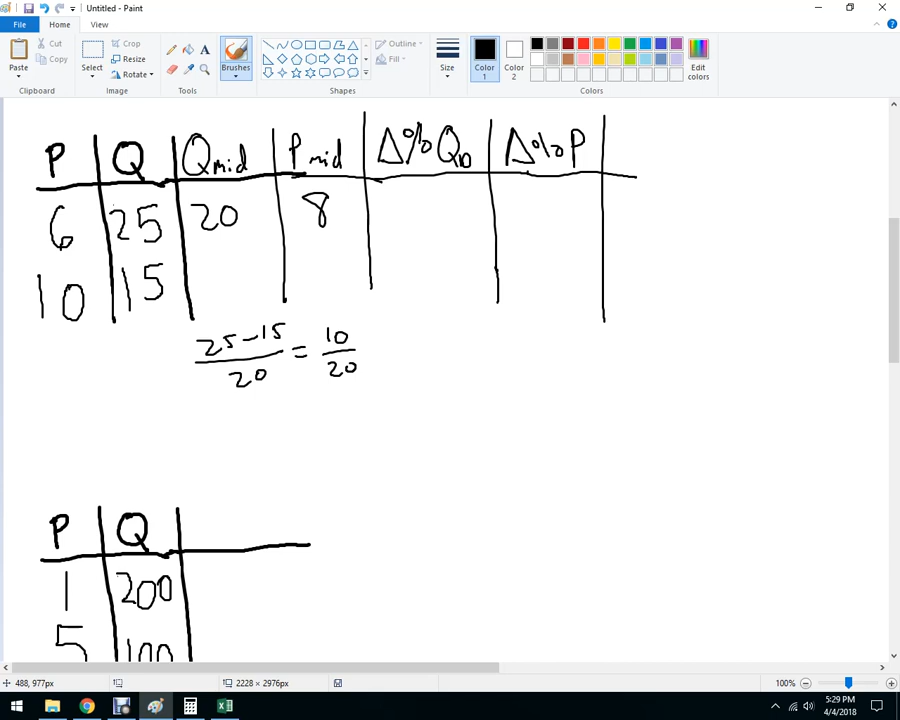 Untitled - Paint
File Home View
Paste
Cut
Copy
Clipboard
Select
Crop
Resize
Rotate
Image
Tools
Brushes
Outline
Fill
Shapes
Size
Color 1
Color 2
Edit colors
Colors
P Q Qmid Pmid Δ%QD Δ%P
6 25 20 8
10 15
25-15 / 20 = 10 / 20
P Q
1 200
5 100
488, 977px 2228 × 2976px 100%
5:29 PM
4/4/2018